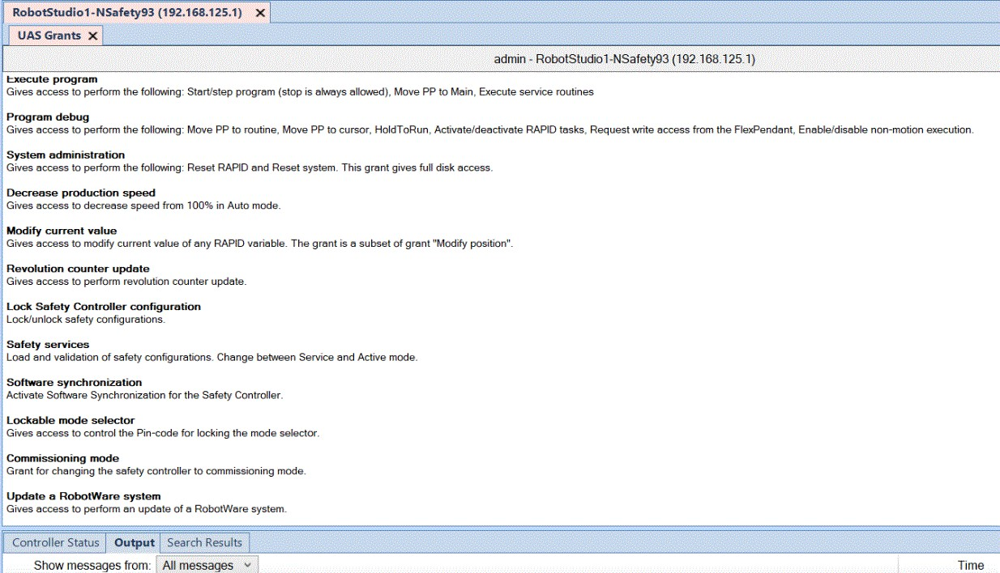 RobotStudio1-NSafety93 (192.168.125.1)
UAS Grants
admin - RobotStudio1-NSafety93 (192.168.125.1)
Execute program
Gives access to perform the following: Start/step program (stop is always allowed), Move PP to Main, Execute service routines
Program debug
Gives access to perform the following: Move PP to routine, Move PP to cursor, HoldToRun, Activate/deactivate RAPID tasks, Request write access from the FlexPendant, Enable/disable non-motion execution.
System administration
Gives access to perform the following: Reset RAPID and Reset system. This grant gives full disk access.
Decrease production speed
Gives access to decrease speed from 100% in Auto mode.
Modify current value
Gives access to modify current value of any RAPID variable. The grant is a subset of grant "Modify position".
Revolution counter update
Gives access to perform revolution counter update.
Lock Safety Controller configuration
Lock/unlock safety configurations.
Safety services
Load and validation of safety configurations. Change between Service and Active mode.
Software synchronization
Activate Software Synchronization for the Safety Controller.
Lockable mode selector
Gives access to control the Pin-code for locking the mode selector.
Commissioning mode
Grant for changing the safety controller to commissioning mode.
Update a RobotWare system
Gives access to perform an update of a RobotWare system.
Controller Status Output Search Results
Show messages from: All messages Time